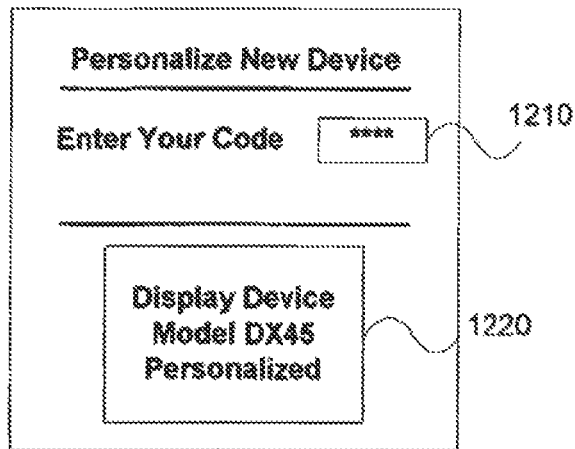 Personalize New Device
Enter Your Code ****
1210
Display Device
Model DX45
Personalized
1220